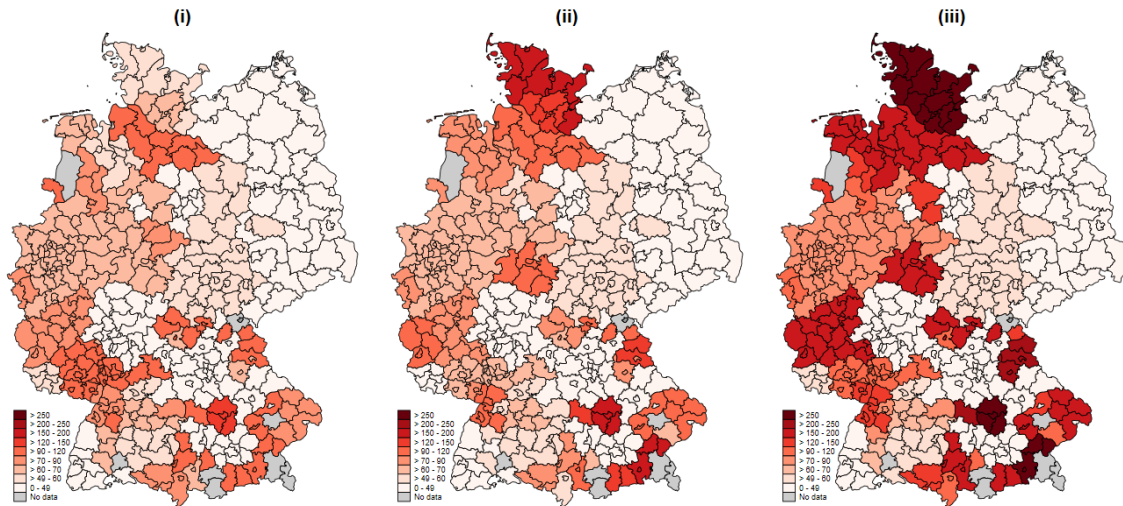 (i)
(ii)
(iii)
> 250
> 200 - 250
> 150 - 200
> 120 - 150
> 90 - 120
> 70 - 90
> 60 - 70
> 49 - 60
0 - 49
No data
> 250
> 200 - 250
> 150 - 200
> 120 - 150
> 90 - 120
> 70 - 90
> 60 - 70
> 49 - 60
0 - 49
No data
> 250
> 200 - 250
> 150 - 200
> 120 - 150
> 90 - 120
> 70 - 90
> 60 - 70
> 49 - 60
0 - 49
No data